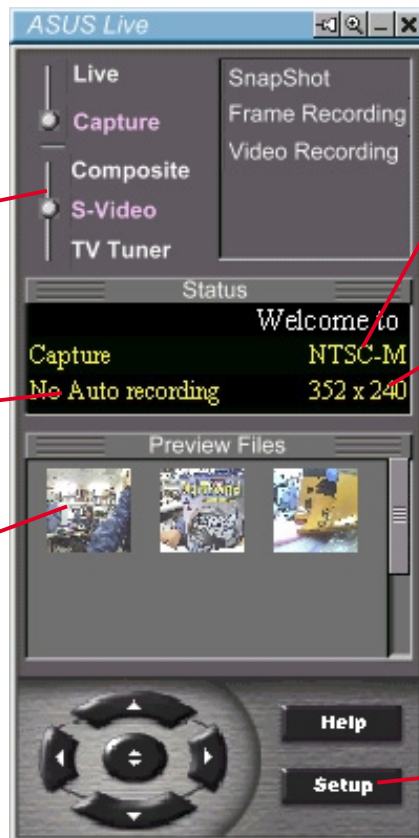 ASUS Live
Live
Capture
Composite
S-Video
TV Tuner
SnapShot
Frame Recording
Video Recording
Status
Welcome to
Capture NTSC-M
No Auto recording 352 x 240
Preview Files
Help
Setup